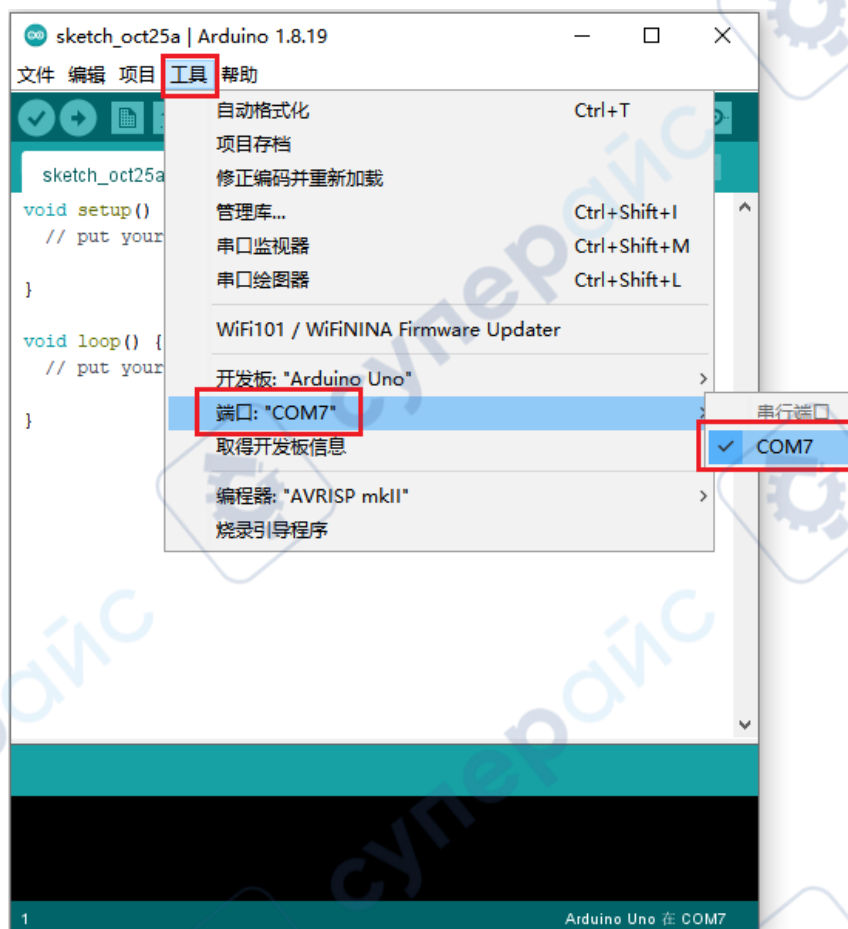 sketch_oct25a | Arduino 1.8.19
文件 编辑 项目 工具 帮助
自动格式化 Ctrl+T
项目存档
sketch_oct25a
修正编码并重新加载
void setup()
管理库... Ctrl+Shift+I
// put your
串口监视器 Ctrl+Shift+M
}
串口绘图器 Ctrl+Shift+L
WiFi101 / WiFiNINA Firmware Updater
void loop() {
// put your
开发板: "Arduino Uno"
端口: "COM7"
串行端口
}
取得开发板信息
COM7
编程器: "AVRISP mkII"
烧录引导程序
1
Arduino Uno 在 COM7
суперайс
суперайс